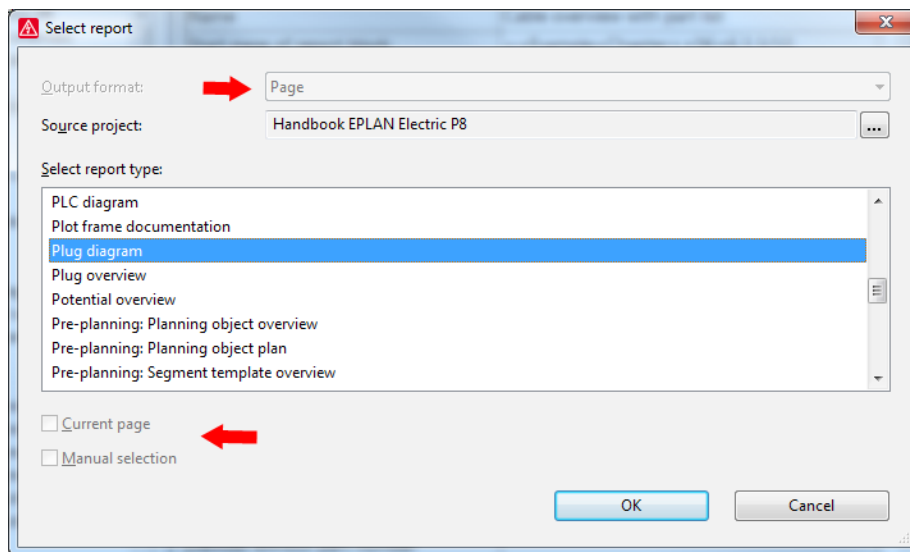 Select report
Output format:
Page
Source project:
Handbook EPLAN Electric P8
...
Select report type:
PLC diagram
Plot frame documentation
Plug diagram
Plug overview
Potential overview
Pre-planning: Planning object overview
Pre-planning: Planning object plan
Pre-planning: Segment template overview
Current page
Manual selection
OK
Cancel